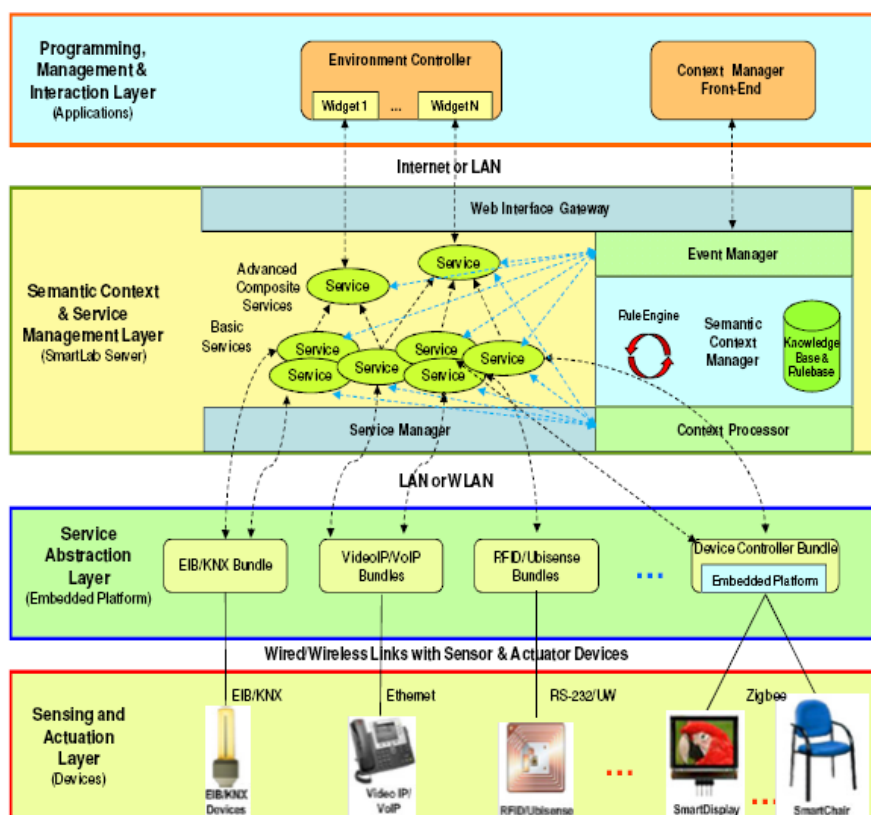 Programming,
Management &
Interaction Layer
(Applications)
Environment Controller
Widget 1
...
Widget N
Context Manager
Front-End
Internet or LAN
Web Interface Gateway
Semantic Context
& Service
Management Layer
(SmartLab Server)
Advanced
Composite
Services
Basic
Services
Service
Service
Service
Service
Service
Service
Service
Service
Event Manager
Rule Engine
Semantic
Context
Manager
Knowledge
Base &
Rulebase
Service Manager
Context Processor
LAN or WLAN
Service
Abstraction
Layer
(Embedded Platform)
EIB/KNX Bundle
VideoIP/VoIP
Bundles
RFID/Ubisense
Bundles
...
Device Controller Bundle
Embedded Platform
Wired/Wireless Links with Sensor & Actuator Devices
Sensing and
Actuation
Layer
(Devices)
EIB/KNX
Ethernet
RS-232/UW
Zigbee
EIB/KNX
Devices
Video IP/
VoIP
RFID/Ubisense
...
SmartDisplay
...
SmartChair